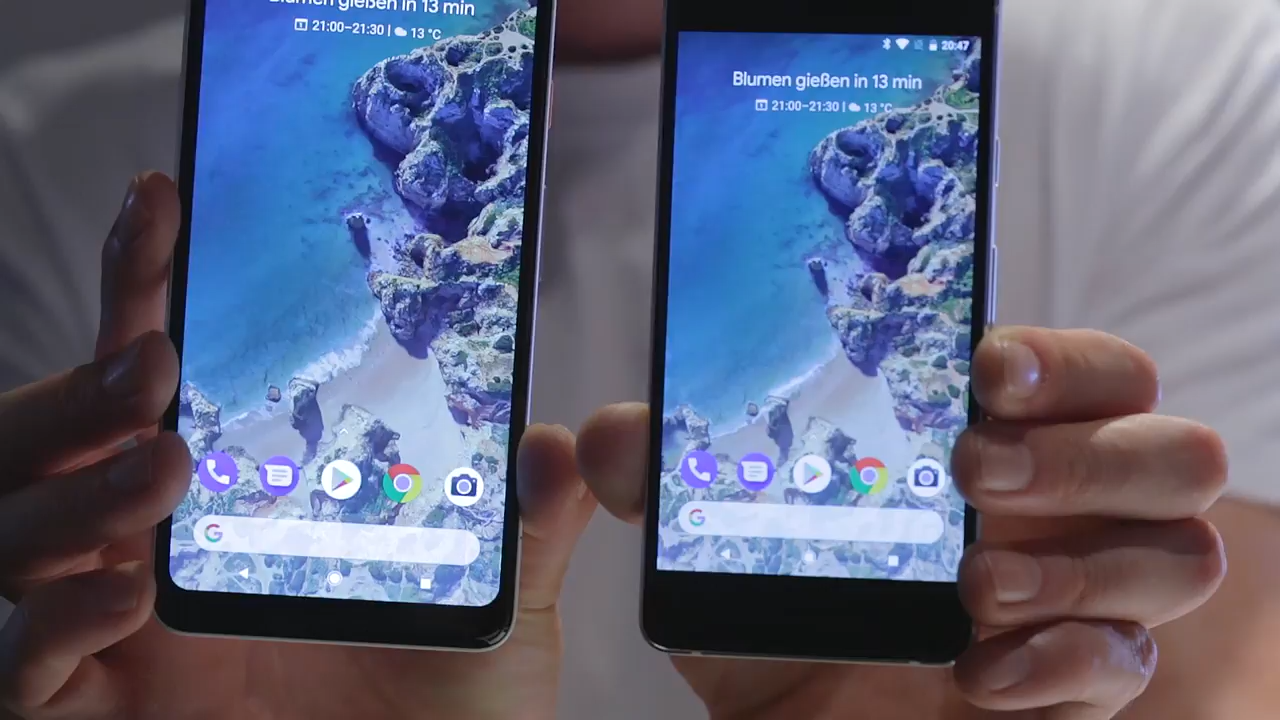 Blumen gießen in 13 min
21:00–21:30 | 13 °C
20:47
Blumen gießen in 13 min
21:00–21:30 | 13 °C
G
G